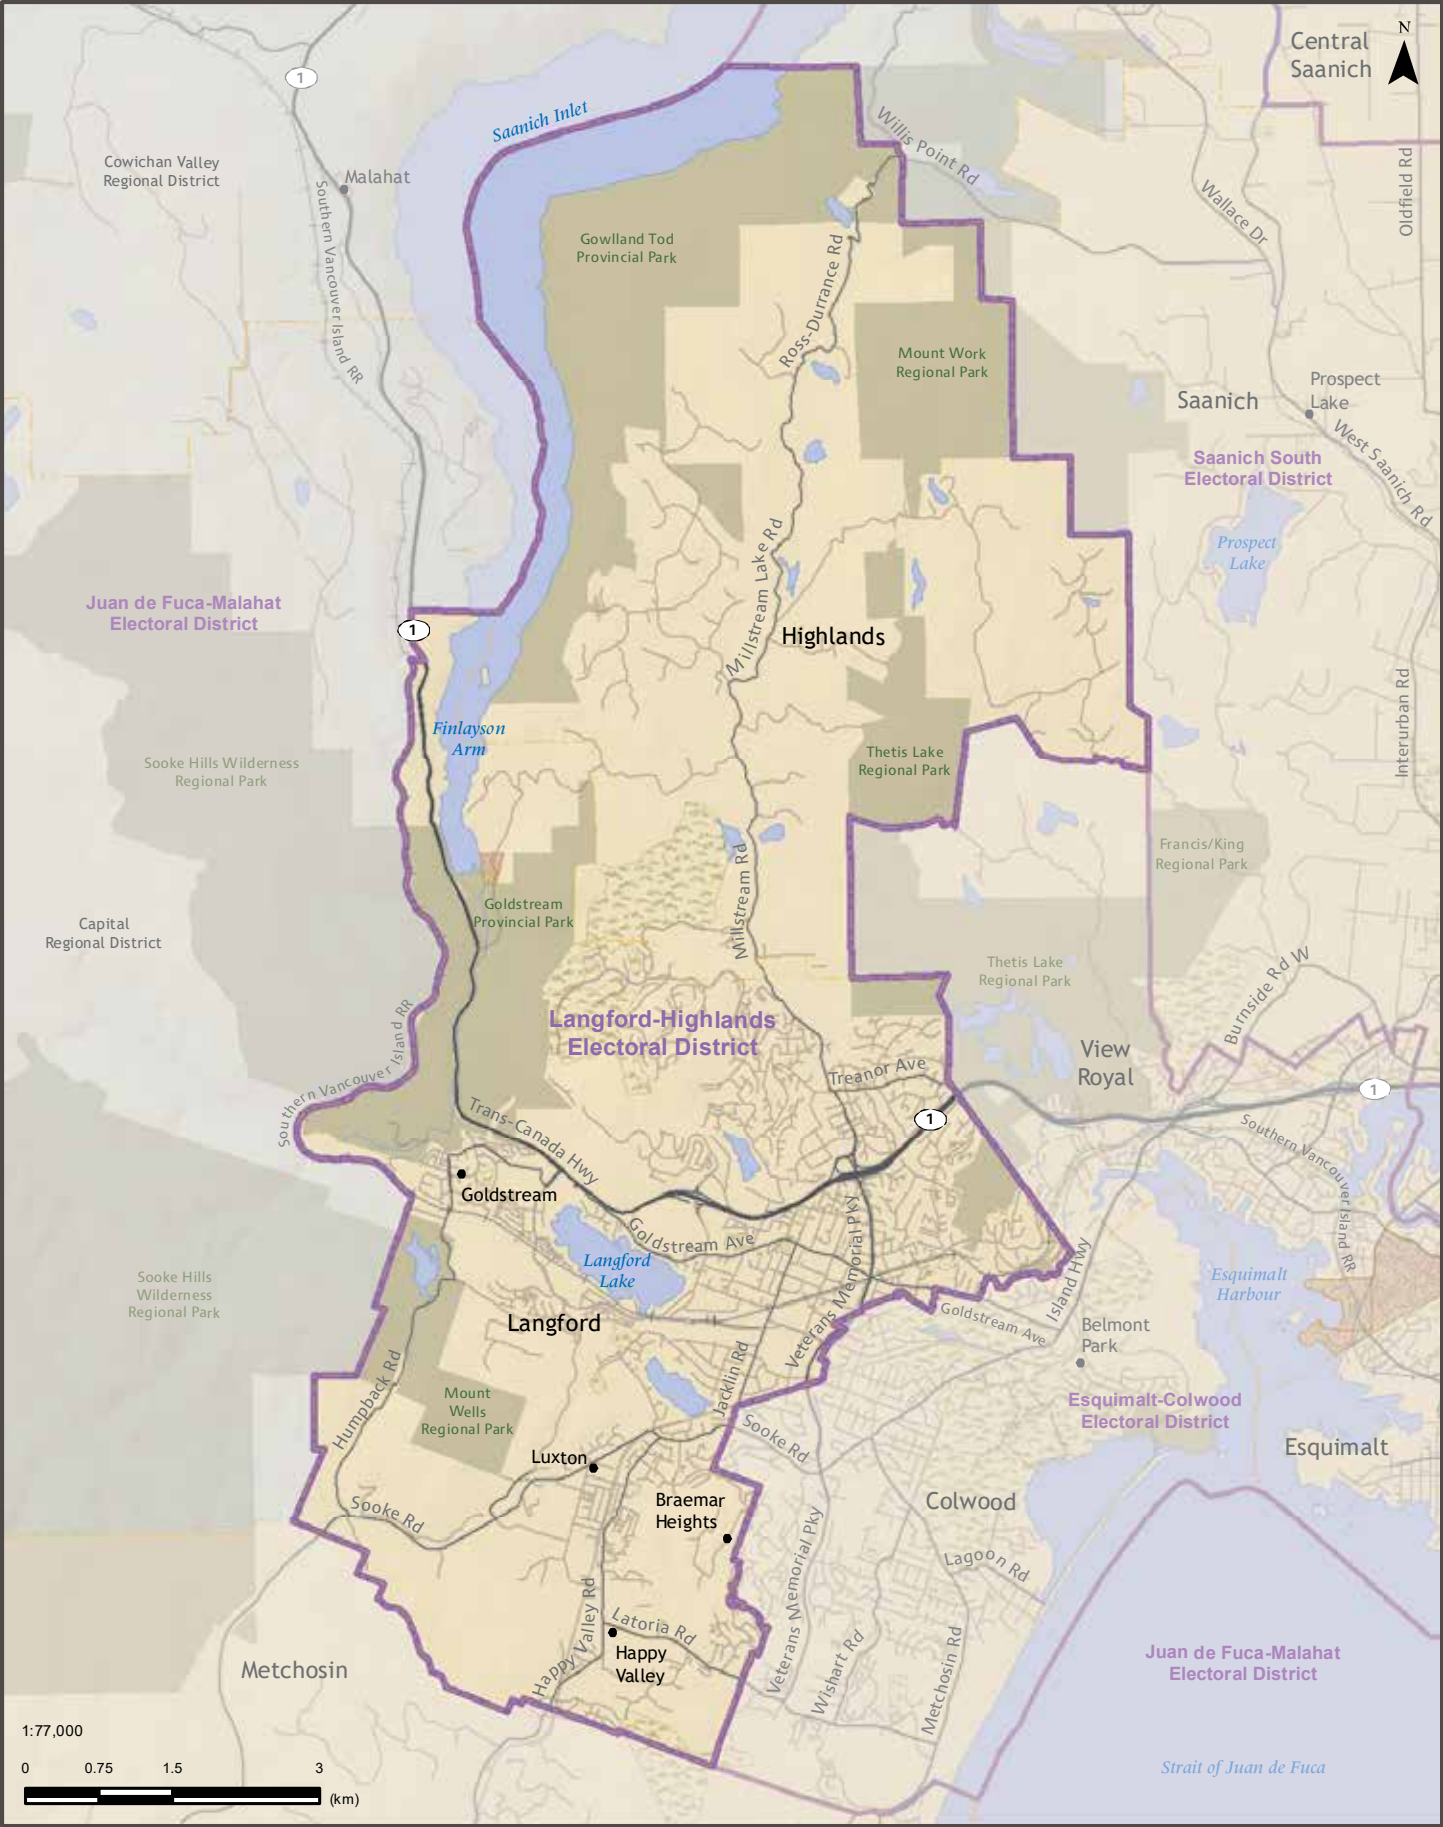 N
Central
Saanich
1
Saanich Inlet
Willis Point Rd
Cowichan Valley
Regional District
Malahat
Southern Vancouver Island RR
Wallace Dr
Oldfield Rd
Gowlland Tod
Provincial Park
Ross-Durrance Rd
Mount Work
Regional Park
Prospect
Lake
Saanich
West Saanich Rd
Saanich South
Electoral District
Prospect
Lake
Millstream Lake Rd
Juan de Fuca-Malahat
Electoral District
1
Highlands
Interurban Rd
Finlayson
Arm
Thetis Lake
Regional Park
Sooke Hills Wilderness
Regional Park
Francis/King
Regional Park
Millstream Rd
Goldstream
Provincial Park
Capital
Regional District
Thetis Lake
Regional Park
Burnside Rd W
Langford-Highlands
Electoral District
Southern Vancouver Island RR
View
Royal
Treanor Ave
1
1
Trans-Canada Hwy
Southern Vancouver Island RR
Goldstream
Goldstream Ave
Veterans Memorial Pky
Langford
Lake
Island Hwy
Esquimalt
Harbour
Sooke Hills
Wilderness
Regional Park
Goldstream Ave
Langford
Belmont
Park
Humpback Rd
Jacklin Rd
Mount
Wells
Regional Park
Esquimalt-Colwood
Electoral District
Sooke Rd
Esquimalt
Luxton
Braemar
Heights
Colwood
Sooke Rd
Veterans Memorial Pky
Lagoon Rd
Happy Valley Rd
Latoria Rd
Happy
Valley
Wishart Rd
Metchosin Rd
Juan de Fuca-Malahat
Electoral District
Metchosin
1:77,000
0 0.75 1.5 3
(km)
Strait of Juan de Fuca